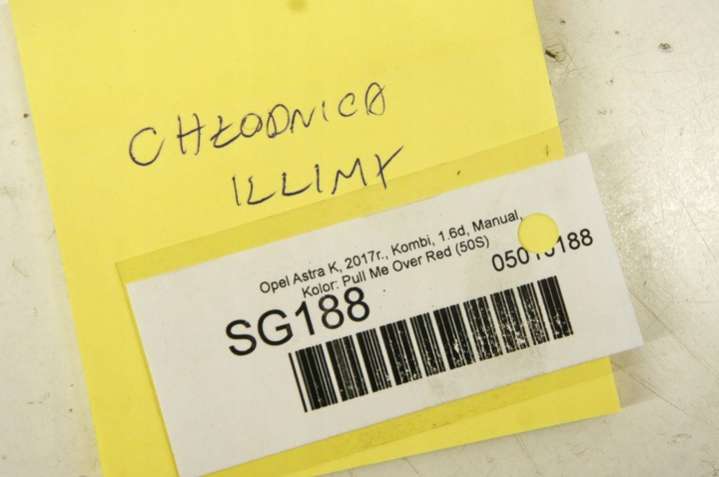 CHŁODNICA
ILLIMY
Opel Astra K, 2017r., Kombi, 1.6d, Manual,
Kolor: Pull Me Over Red (50S)
SG188